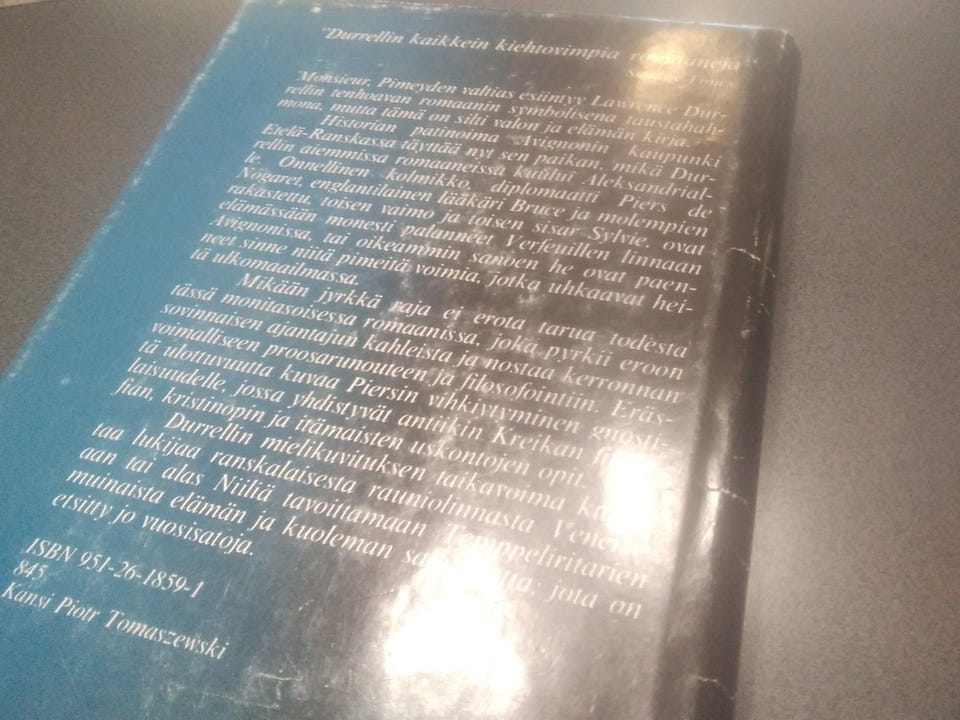 "Durrellin kaikkein kiehtovimpia romaaneja"
Sunday Times
Monsieur, Pimeyden valtias esiintyy Lawrence Dur-
rellin tenhoavan romaanin symbolisena taustahah-
mona, mutta tämä on silti valon ja elämän kirja.
Historian patinoima Avignonin kaupunki
Etelä-Ranskassa täyttää nyt sen paikan, mikä Dur-
rellin aiemmissa romaaneissa kuului Aleksandrial-
le. Onnellinen kolmikko, diplomaatti Piers de
Nogaret, englantilainen lääkäri Bruce ja molempien
rakastettu, toisen vaimo ja toisen sisar Sylvie, ovat
elämässään monesti palanneet Verfeuillen linnaan
Avignonissa, tai oikeammin sanoen he ovat paen-
neet sinne niitä pimeitä voimia, jotka uhkaavat hei-
tä ulkomaailmassa.
Mikään jyrkkä raja ei erota tarua todesta
tässä monitasoisessa romaanissa, joka pyrkii eroon
sovinnaisen ajantajun kahleista ja nostaa kerronnan
voimalliseen proosarunouteen ja filosofointiin. Eräs-
tä ulottuvuutta kuvaa Piersin vihkiytyminen gnosti-
laisuudelle, jossa yhdistyvät antiikin Kreikan
fian, kristinopin ja itämaisten uskontojen opit.
Durrellin mielikuvituksen taikavoima
taa lukijaa ranskalaisesta rauniolinnasta
aan tai alas Niiliä tavoittamaan Temppeliritarien
muinaista elämän ja kuoleman jota on
etsitty jo vuosisatoja.
ISBN 951-26-1859-1
845
Kansi Piotr Tomaszewski